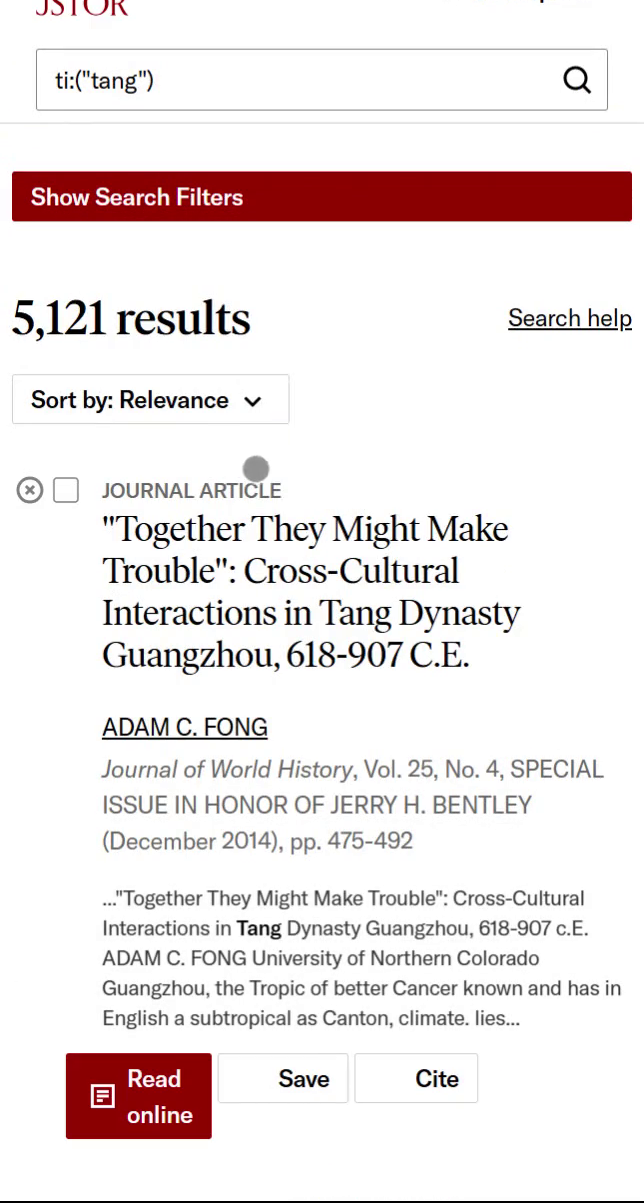 JSTOR
ti:("tang")
Show Search Filters
5,121 results
Search help
Sort by: Relevance
JOURNAL ARTICLE
"Together They Might Make
Trouble": Cross-Cultural
Interactions in Tang Dynasty
Guangzhou, 618-907 C.E.
ADAM C. FONG
Journal of World History, Vol. 25, No. 4, SPECIAL
ISSUE IN HONOR OF JERRY H. BENTLEY
(December 2014), pp. 475-492
..."Together They Might Make Trouble": Cross-Cultural
Interactions in Tang Dynasty Guangzhou, 618-907 c.E.
ADAM C. FONG University of Northern Colorado
Guangzhou, the Tropic of better Cancer known and has in
English a subtropical as Canton, climate. lies...
Read
online
Save
Cite